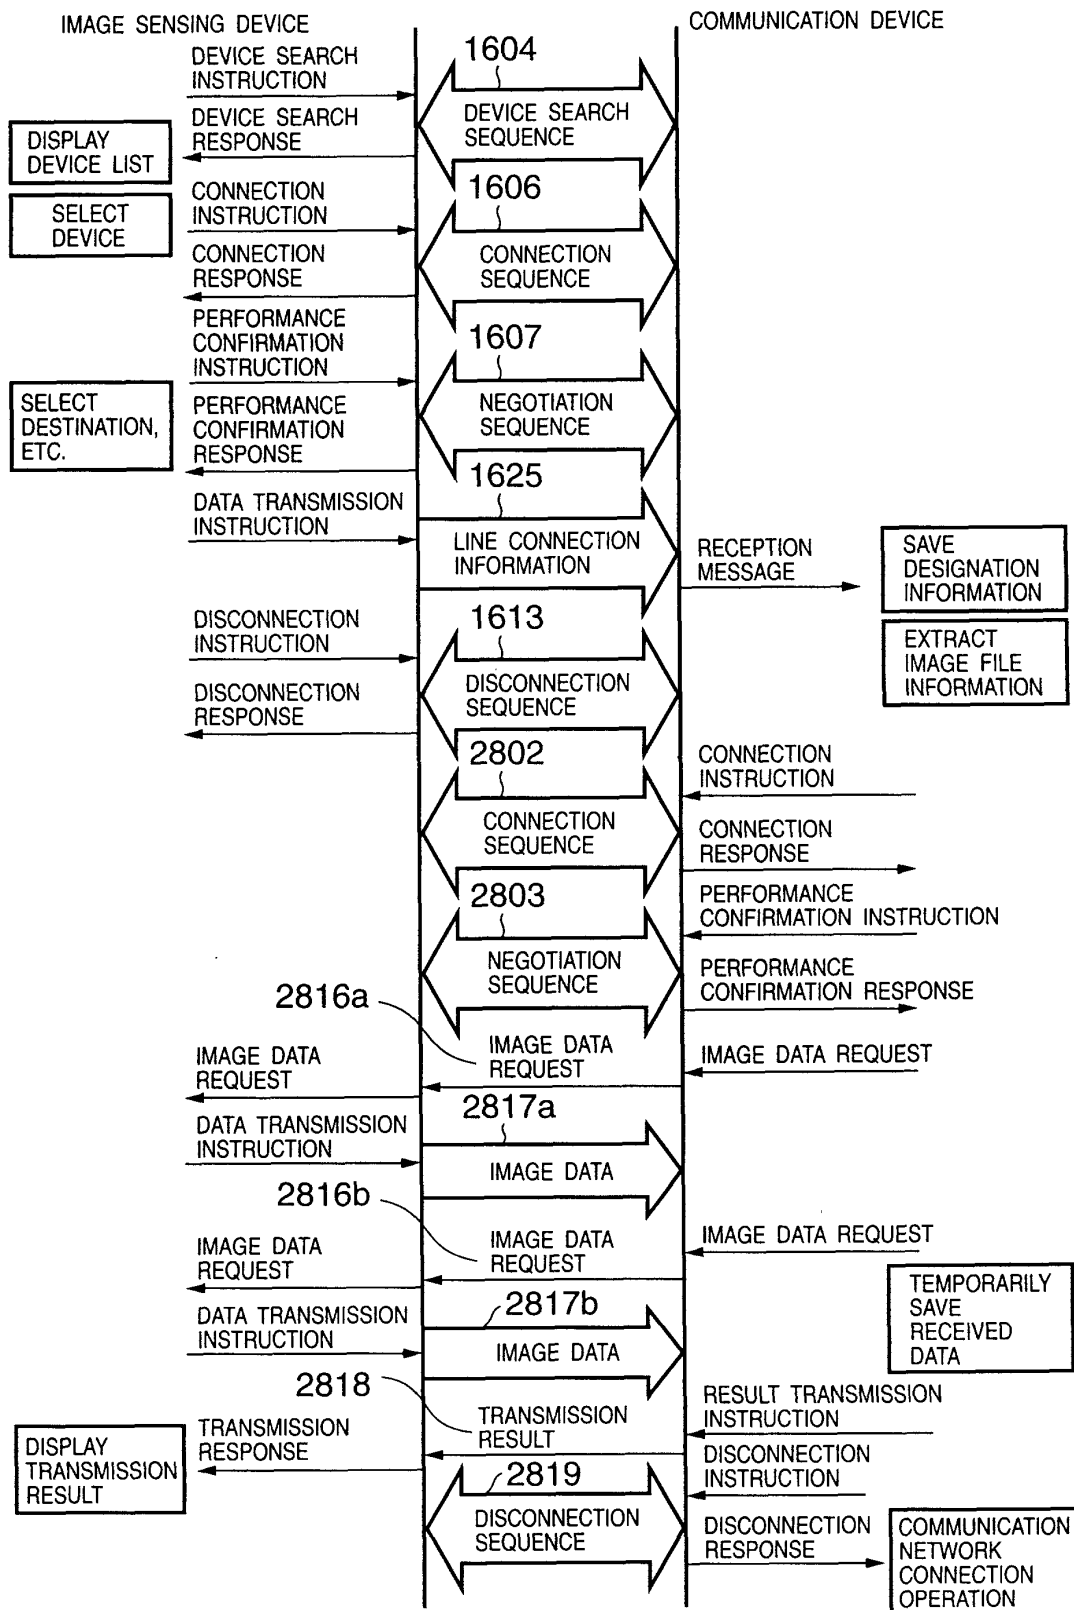 IMAGE SENSING DEVICE
COMMUNICATION DEVICE
DEVICE SEARCH
INSTRUCTION
1604
DEVICE SEARCH
SEQUENCE
DEVICE SEARCH
RESPONSE
DISPLAY
DEVICE LIST
CONNECTION
INSTRUCTION
1606
SELECT
DEVICE
CONNECTION
SEQUENCE
CONNECTION
RESPONSE
PERFORMANCE
CONFIRMATION
INSTRUCTION
1607
NEGOTIATION
SEQUENCE
SELECT
DESTINATION,
ETC.
PERFORMANCE
CONFIRMATION
RESPONSE
1625
DATA TRANSMISSION
INSTRUCTION
LINE CONNECTION
INFORMATION
RECEPTION
MESSAGE
SAVE
DESIGNATION
INFORMATION
DISCONNECTION
INSTRUCTION
1613
EXTRACT
IMAGE FILE
INFORMATION
DISCONNECTION
SEQUENCE
DISCONNECTION
RESPONSE
2802
CONNECTION
INSTRUCTION
CONNECTION
SEQUENCE
CONNECTION
RESPONSE
2803
PERFORMANCE
CONFIRMATION INSTRUCTION
NEGOTIATION
SEQUENCE
PERFORMANCE
CONFIRMATION RESPONSE
2816a
IMAGE DATA
REQUEST
IMAGE DATA REQUEST
IMAGE DATA
REQUEST
2817a
DATA TRANSMISSION
INSTRUCTION
IMAGE DATA
2816b
IMAGE DATA
REQUEST
IMAGE DATA REQUEST
IMAGE DATA
REQUEST
2817b
TEMPORARILY
SAVE
RECEIVED
DATA
DATA TRANSMISSION
INSTRUCTION
IMAGE DATA
2818
TRANSMISSION
RESULT
RESULT TRANSMISSION
INSTRUCTION
TRANSMISSION
RESPONSE
DISPLAY
TRANSMISSION
RESULT
DISCONNECTION
INSTRUCTION
2819
DISCONNECTION
SEQUENCE
DISCONNECTION
RESPONSE
COMMUNICATION
NETWORK
CONNECTION
OPERATION